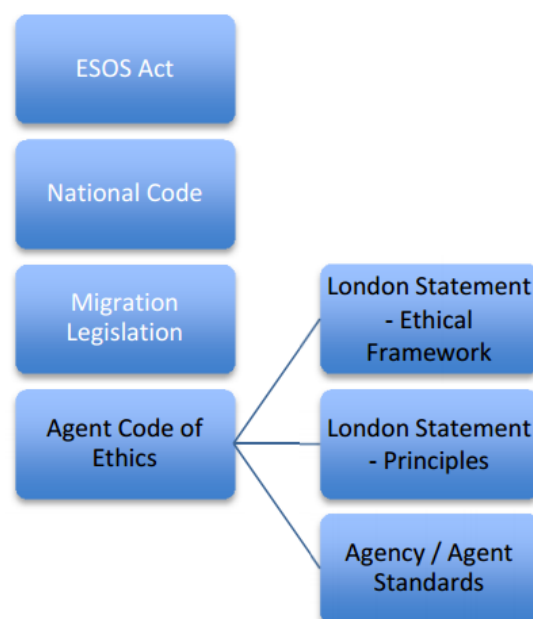 ESOS Act
National Code
Migration
Legislation
Agent Code of
Ethics
London Statement
- Ethical
Framework
London Statement
- Principles
Agency / Agent
Standards